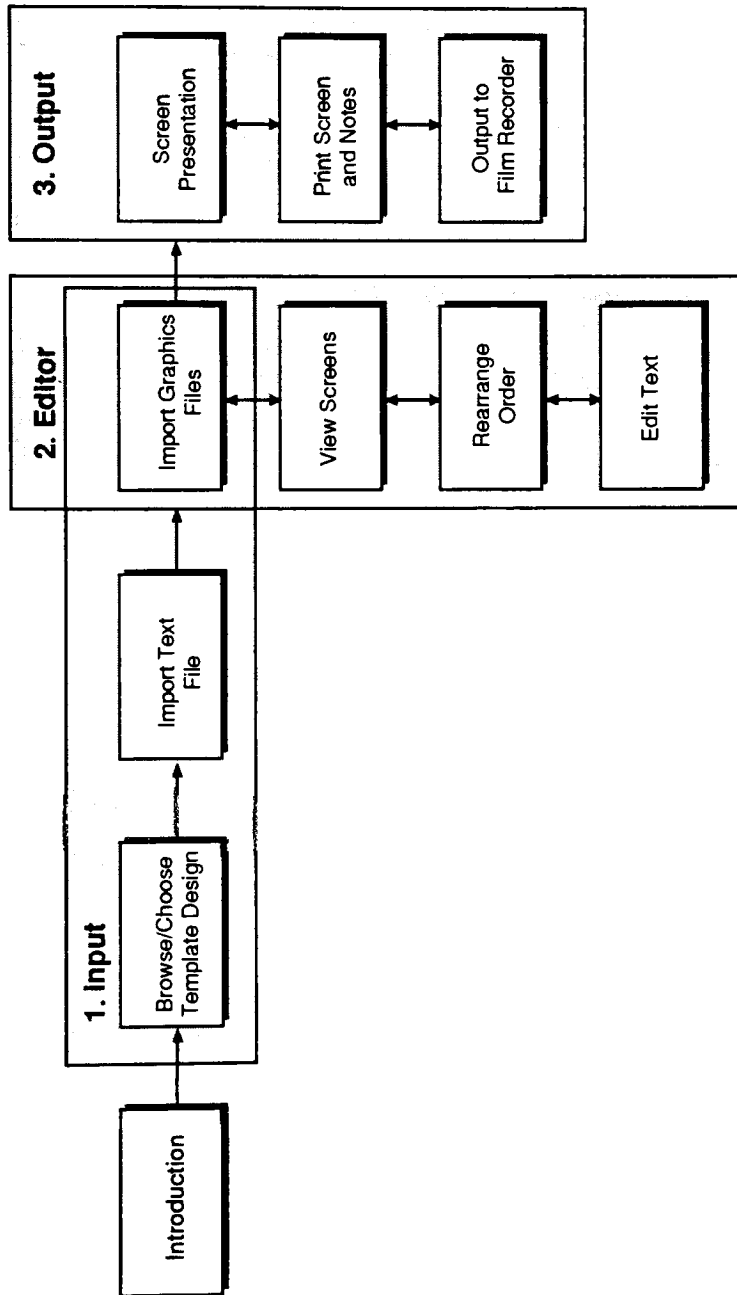 Introduction
1. Input
Browse/Choose
Template Design
Import Text
File
2. Editor
Import Graphics
Files
View Screens
Rearrange
Order
Edit Text
3. Output
Screen
Presentation
Print Screen
and Notes
Output to
Film Recorder